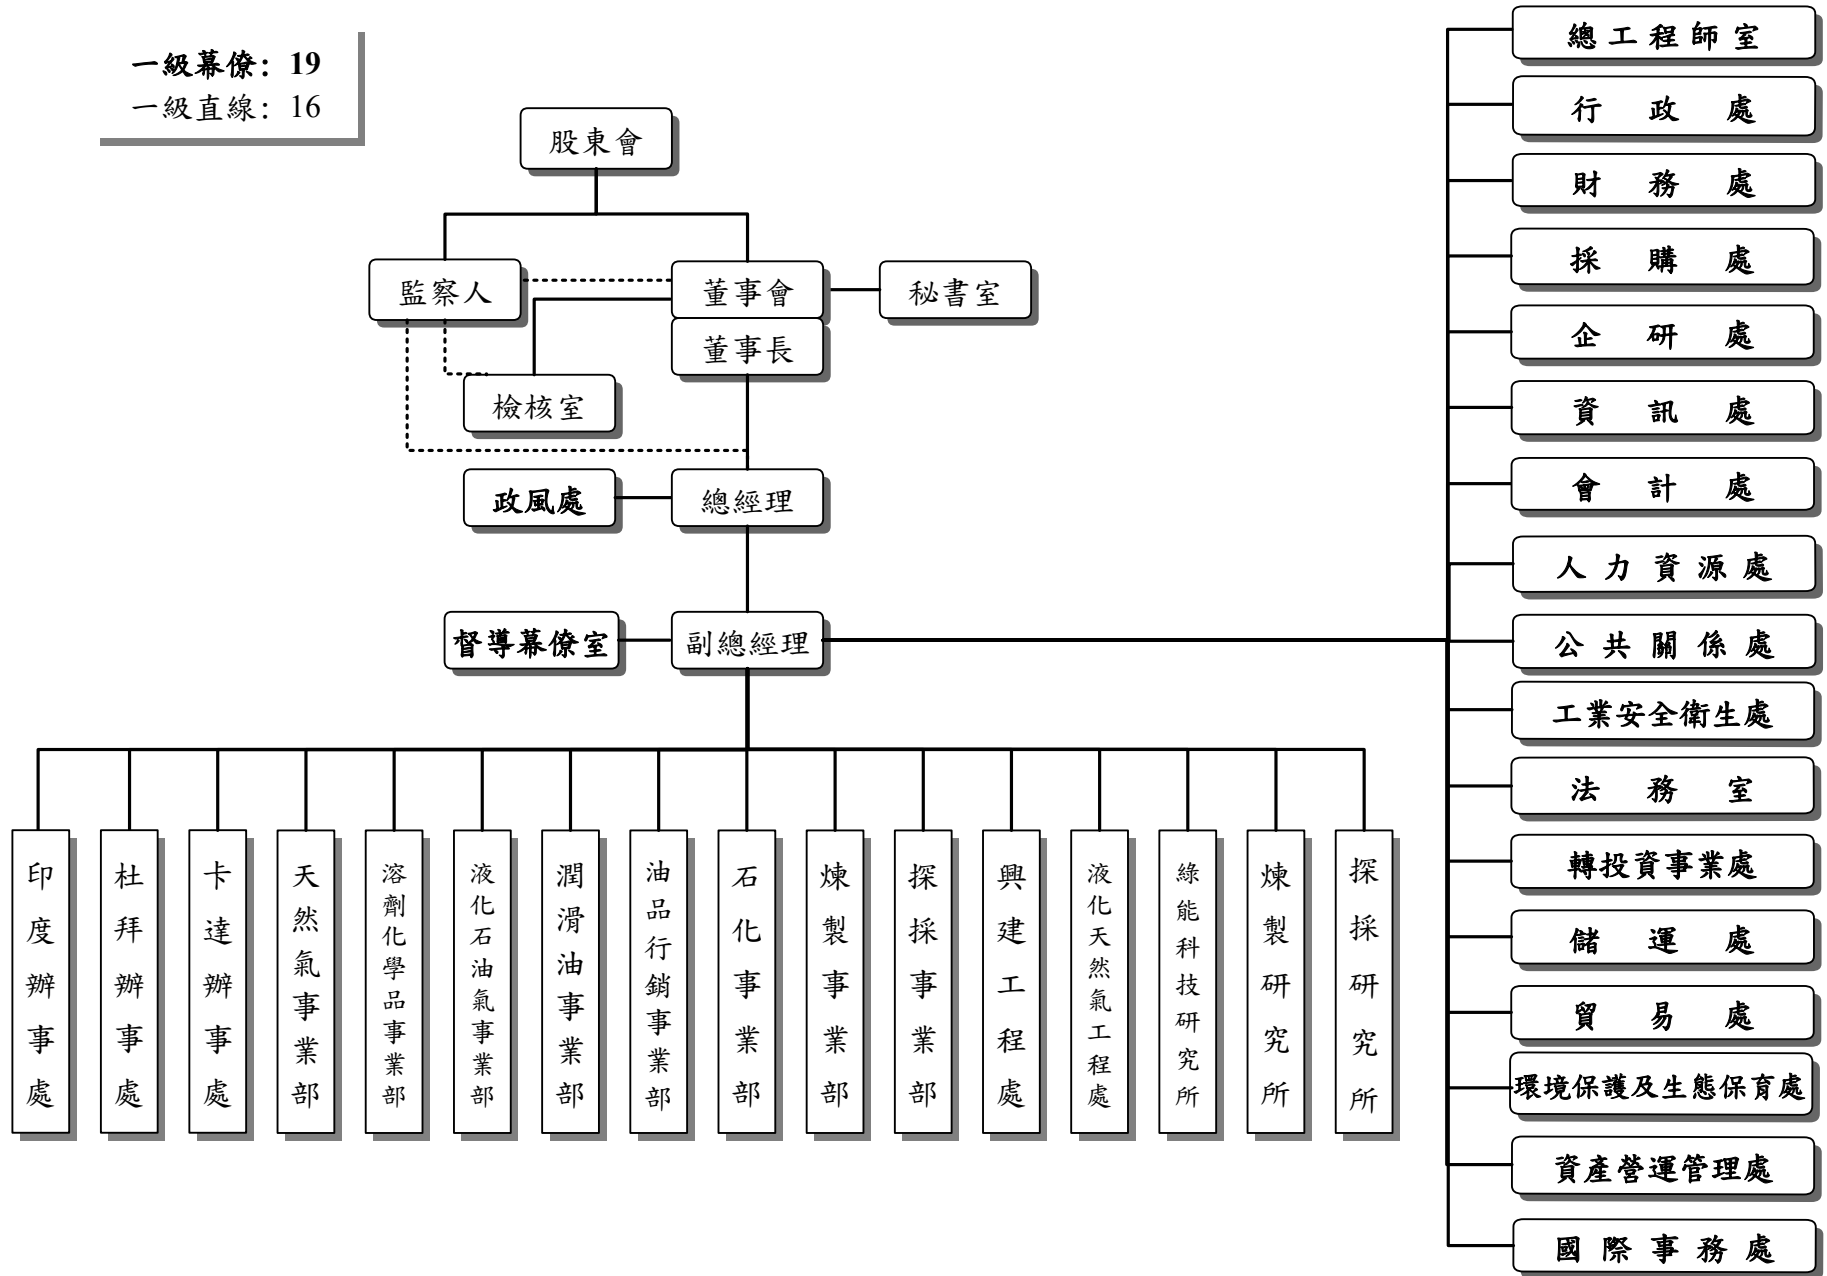 一級幕僚：19
一級直線：16
股東會
監察人
董事會
秘書室
董事長
檢核室
政風處
總經理
督導幕僚室
副總經理
印度辦事處
杜拜辦事處
卡達辦事處
天然氣事業部
溶劑化學品事業部
液化石油氣事業部
潤滑油事業部
油品行銷事業部
石化事業部
煉製事業部
探採事業部
興建工程處
液化天然氣工程處
綠能科技研究所
煉製研究所
探採研究所
總工程師室
行政處
財務處
採購處
企研處
資訊處
會計處
人力資源處
公共關係處
工業安全衛生處
法務室
轉投資事業處
儲運處
貿易處
環境保護及生態保育處
資產營運管理處
國際事務處